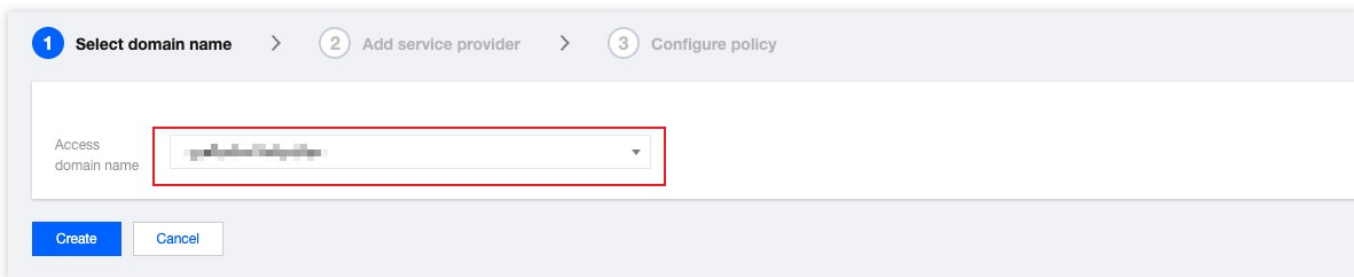 1 Select domain name > 2 Add service provider > 3 Configure policy
Access
domain name
Create Cancel